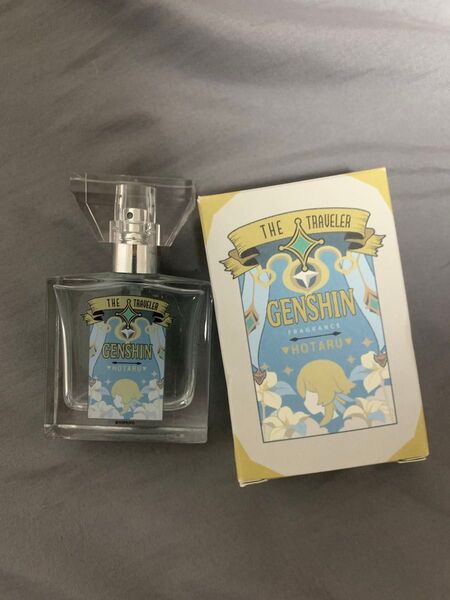 THE TRAVELER
GENSHIN
♥HOTARU♥
THE TRAVELER
GENSHIN
FRAGRANCE
♥HOTARU♥